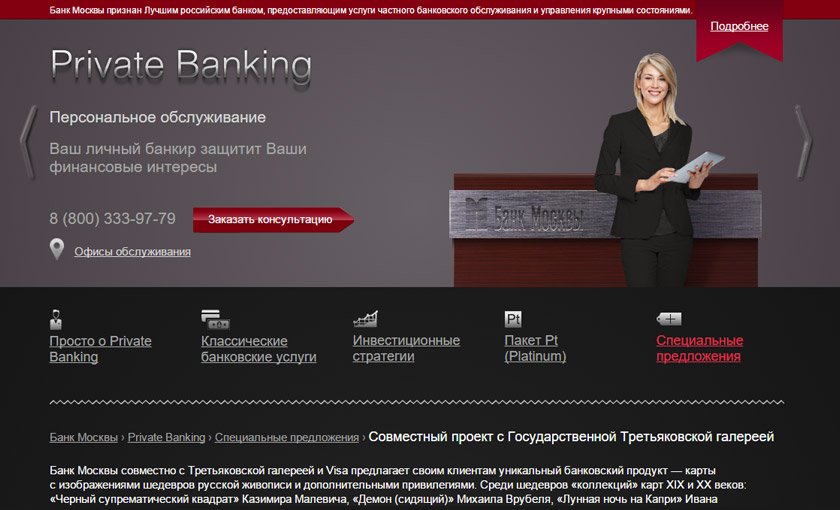 Банк Москвы признан Лучшим российским банком, предоставляющим услуги частного банковского обслуживания и управления крупными состояниями.
Подробнее
Private Banking
Персональное обслуживание
Ваш личный банкир защитит Ваши
финансовые интересы
8 (800) 333-97-79
Заказать консультацию
Офисы обслуживания
Банк Москвы
Просто о Private
Banking
Классические
банковские услуги
Инвестиционные
стратегии
Pt
Пакет Pt
(Platinum)
Специальные
предложения
Банк Москвы › Private Banking › Специальные предложения › Совместный проект с Государственной Третьяковской галереей
Банк Москвы совместно с Третьяковской галереей и Visa предлагает своим клиентам уникальный банковский продукт — карты
с изображениями шедевров русской живописи и дополнительными привилегиями. Среди шедевров «коллекций» карт XIX и XX веков:
«Черный супрематический квадрат» Казимира Малевича, «Демон (сидящий)» Михаила Врубеля, «Лунная ночь на Капри» Ивана